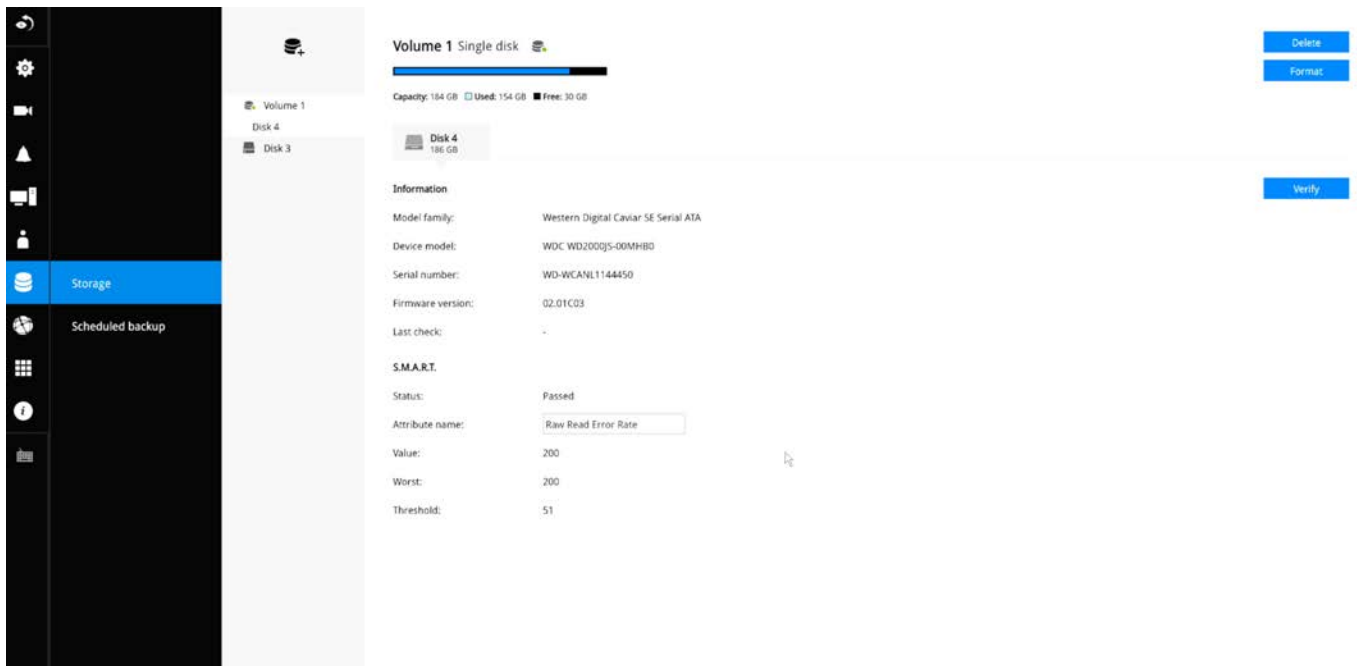 Storage
Scheduled backup
Volume 1
Disk 4
Disk 3
Volume 1 Single disk
Capacity: 184 GB Used: 154 GB Free: 30 GB
Delete
Format
Disk 4
186 GB
Information
Verify
Model family: Western Digital Caviar SE Serial ATA
Device model: WDC WD2000JS-00MHB0
Serial number: WD-WCANL1144450
Firmware version: 02.01C03
Last check: -
S.M.A.R.T.
Status: Passed
Attribute name: Raw Read Error Rate
Value: 200
Worst: 200
Threshold: 51